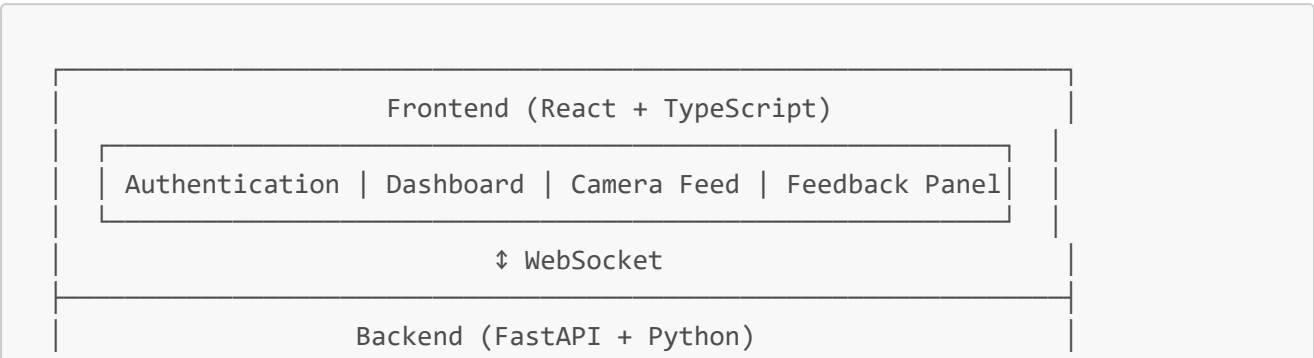 Frontend (React + TypeScript)
Authentication | Dashboard | Camera Feed | Feedback Panel
↕ WebSocket
Backend (FastAPI + Python)